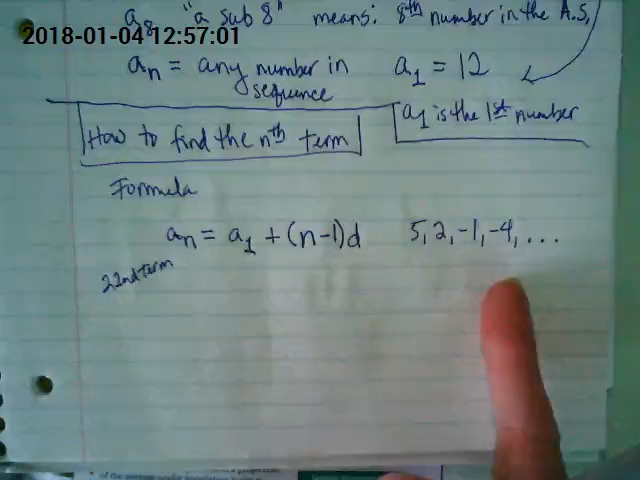 a8 "a sub 8" means: 8th number in the A.S,
2018-01-04 12:57:01
an = any number in sequence
a1 = 12
a1 is the 1st number
How to find the nth term
Formula
an = a1 + (n-1)d
5, 2, -1, -4, ...
22nd term